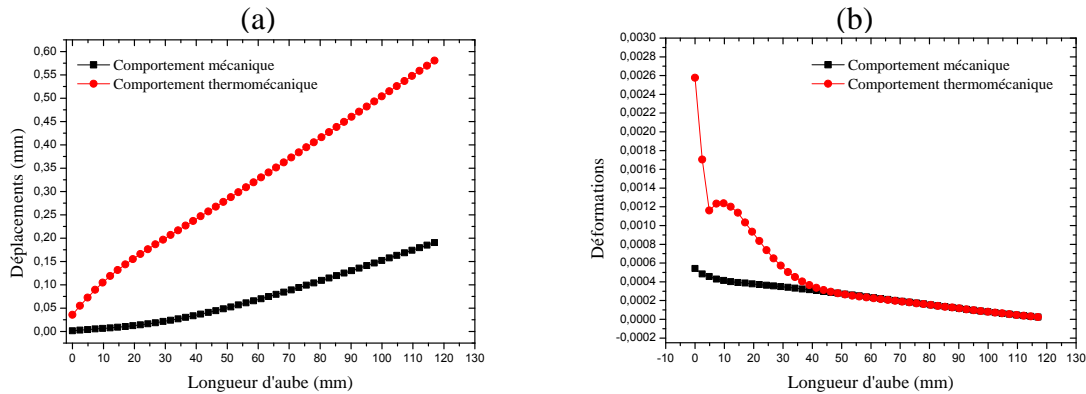 (a)
Déplacements (mm)
0,60
0,55
0,50
0,45
0,40
0,35
0,30
0,25
0,20
0,15
0,10
0,05
0,00
Comportement mécanique
Comportement thermomécanique
0 10 20 30 40 50 60 70 80 90 100 110 120 130
Longueur d'aube (mm)
(b)
Déformations
0,0030
0,0028
0,0026
0,0024
0,0022
0,0020
0,0018
0,0016
0,0014
0,0012
0,0010
0,0008
0,0006
0,0004
0,0002
0,0000
-0,0002
Comportement mécanique
Comportement thermomécanique
-10 0 10 20 30 40 50 60 70 80 90 100 110 120 130
Longueur d'aube (mm)